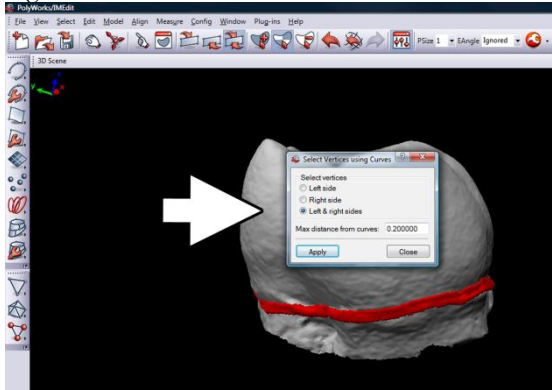 PolyWorks/IMEdit
File View Select Edit Model Align Measure Config Window Plug-ins Help
PSize 1 EAngle Ignored
3D Scene
Select Vertices using Curves
Select vertices
Left side
Right side
Left & right sides
Max distance from curves: 0.200000
Apply Close